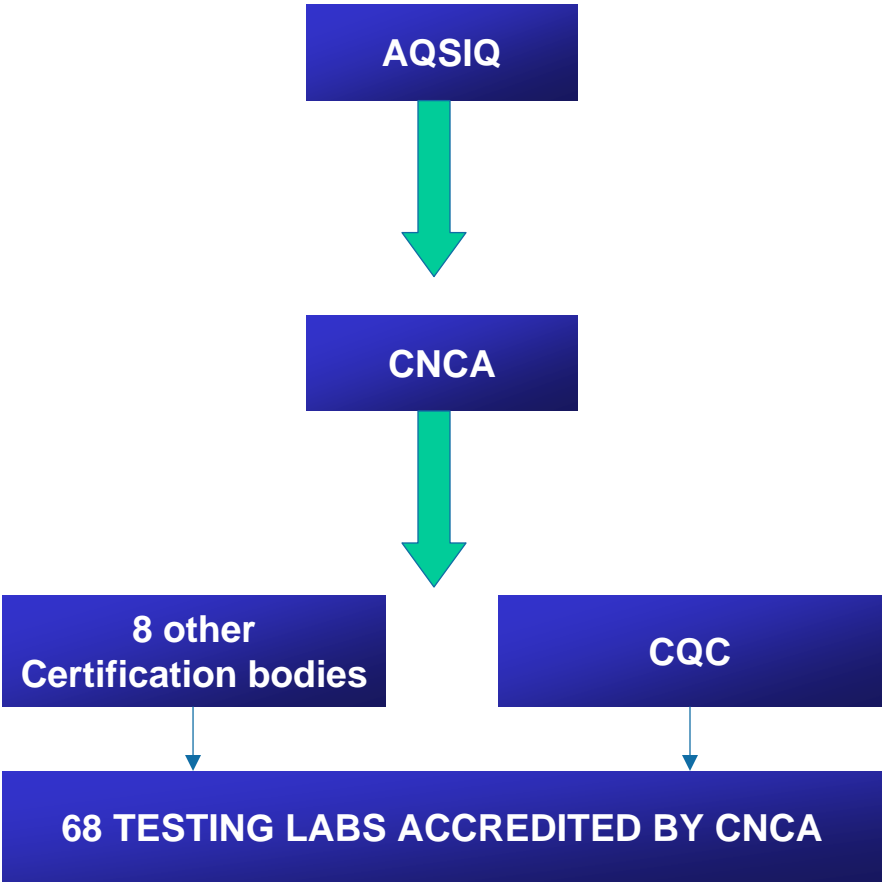 AQSIQ
CNCA
8 other
Certification bodies
CQC
68 TESTING LABS ACCREDITED BY CNCA